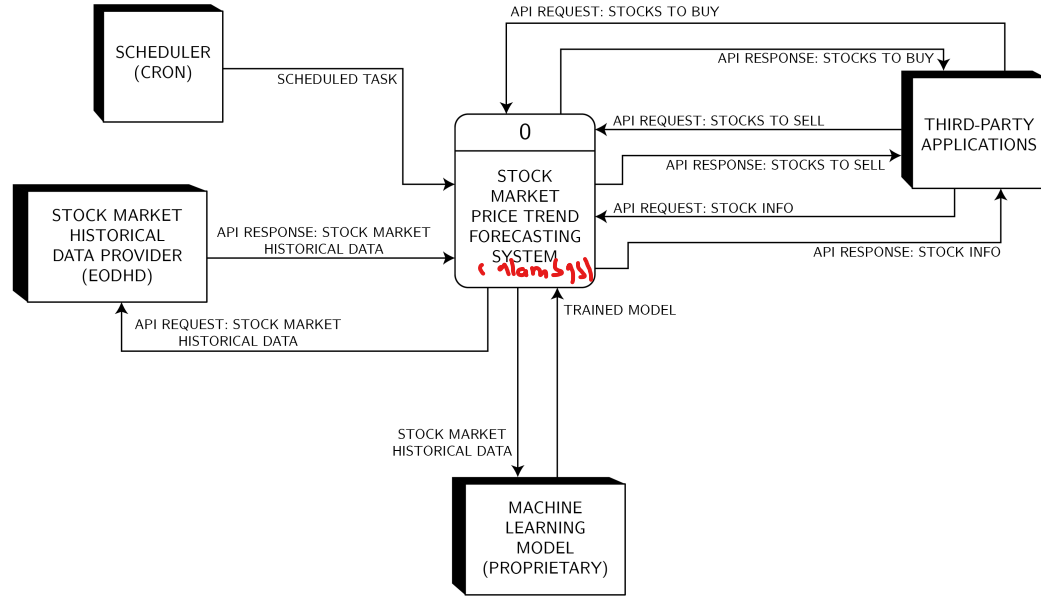 API REQUEST: STOCKS TO BUY
SCHEDULER
(CRON)
API RESPONSE: STOCKS TO BUY
SCHEDULED TASK
0
API REQUEST: STOCKS TO SELL
THIRD-PARTY
APPLICATIONS
API RESPONSE: STOCKS TO SELL
STOCK
MARKET
PRICE TREND
FORECASTING
SYSTEM
API REQUEST: STOCK INFO
API RESPONSE: STOCK INFO
STOCK MARKET
HISTORICAL
DATA PROVIDER
(EODHD)
API RESPONSE: STOCK MARKET
HISTORICAL DATA
API REQUEST: STOCK MARKET
HISTORICAL DATA
TRAINED MODEL
STOCK MARKET
HISTORICAL DATA
MACHINE
LEARNING
MODEL
(PROPRIETARY)